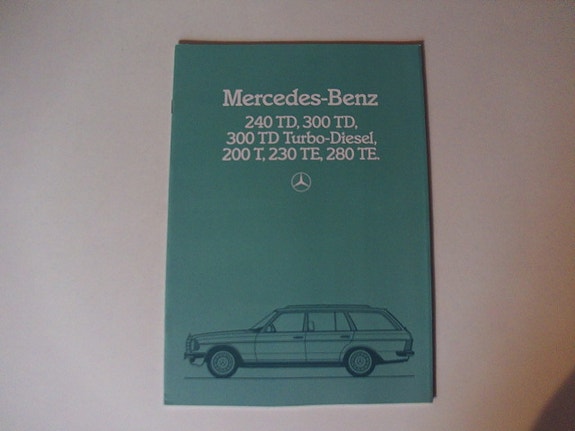 Mercedes-Benz
240 TD, 300 TD,
300 TD Turbo-Diesel,
200 T, 230 TE, 280 TE.